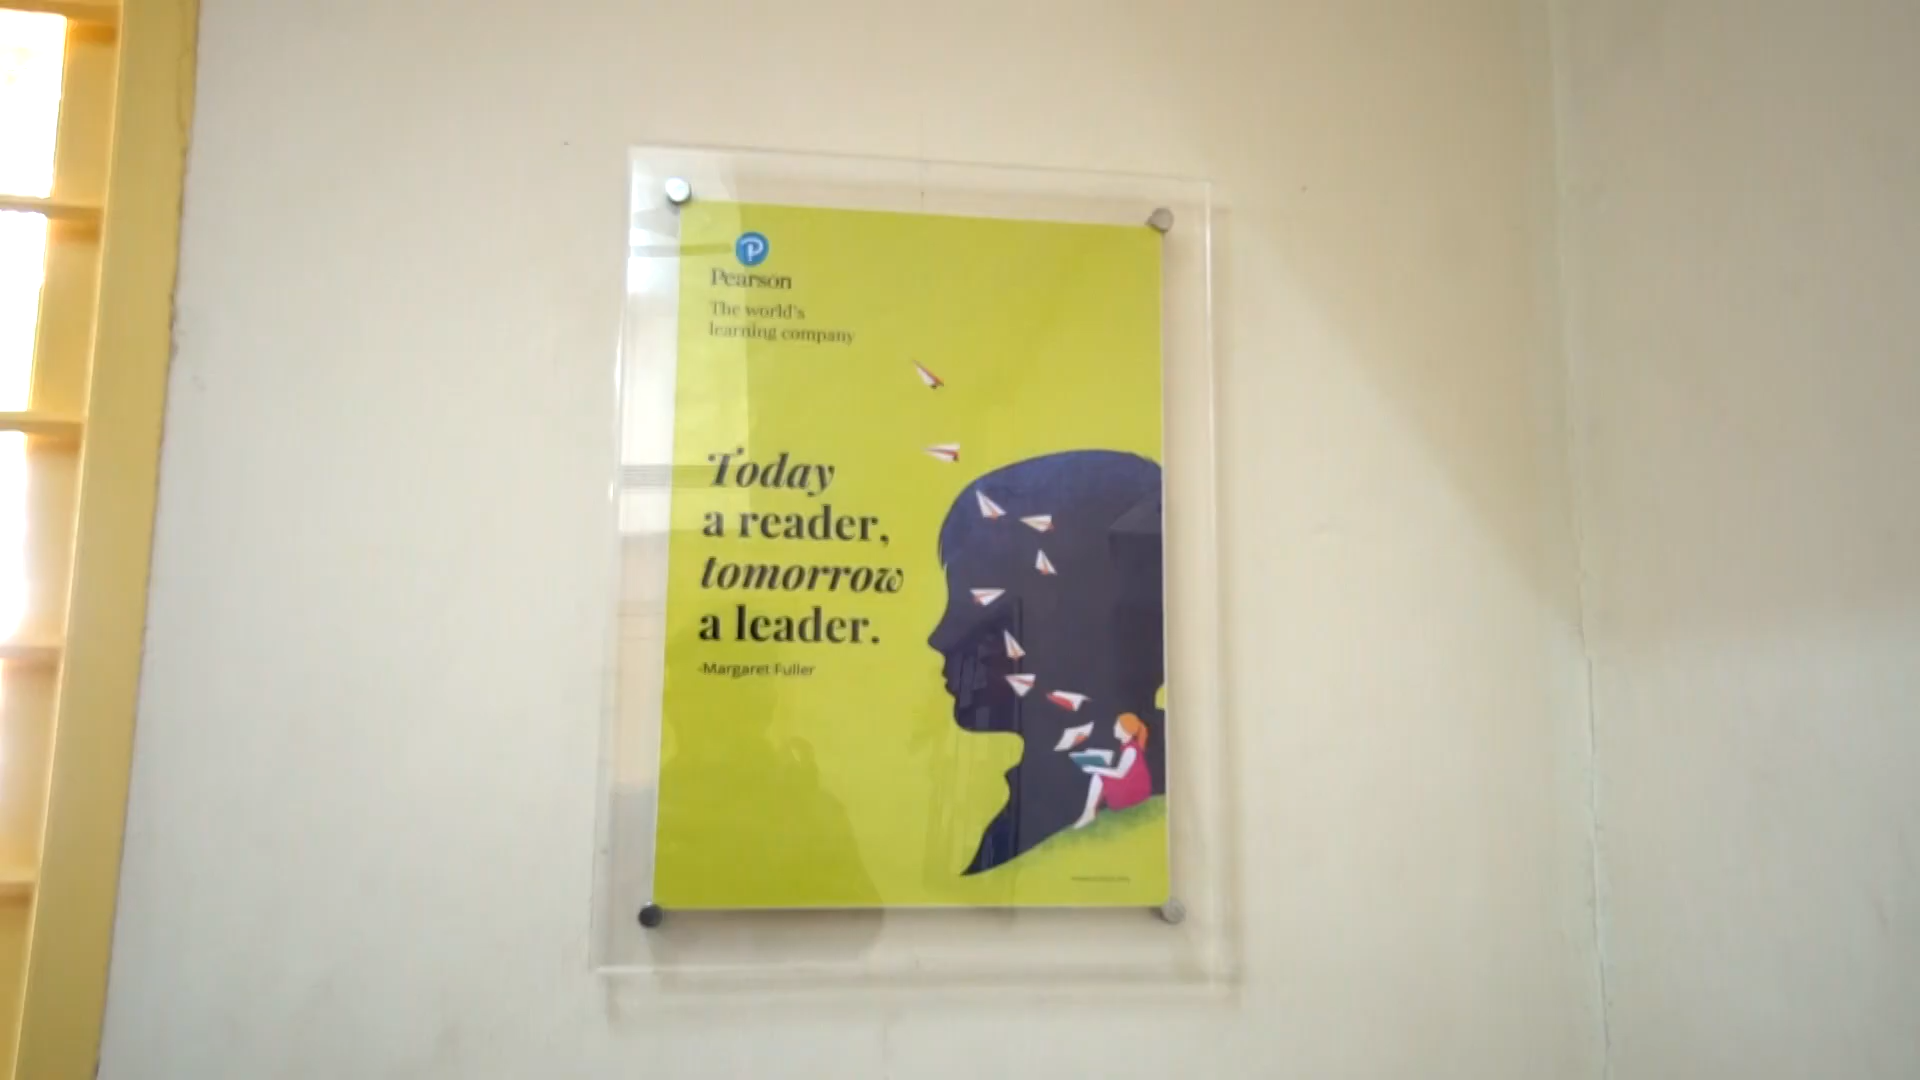 Pearson
The world's
learning company
Today
a reader,
tomorrow
a leader.
-Margaret Fuller